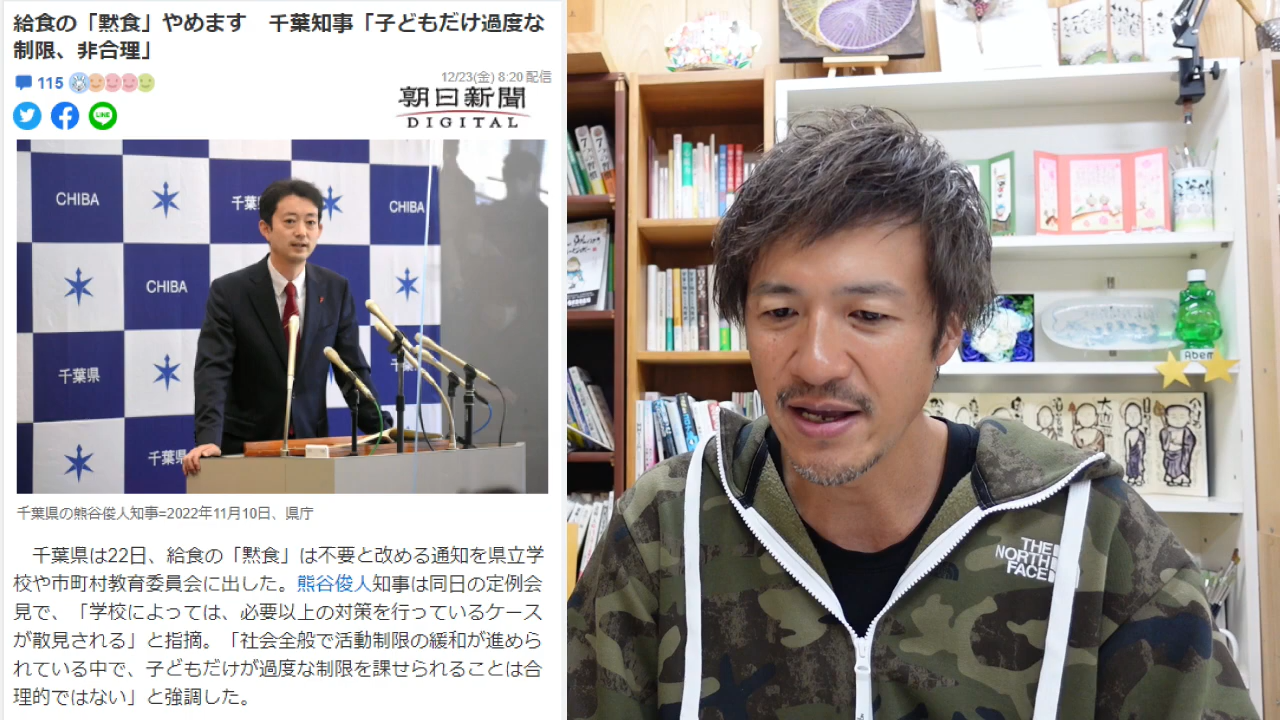 給食の「黙食」やめます　千葉知事「子どもだけ過度な
制限、非合理」
115
12/23(金) 8:20 配信
朝日新聞
DIGITAL
LINE
CHIBA
千葉県
CHIBA
CHIBA
千葉県
千葉県
千葉県の熊谷俊人知事=2022年11月10日、県庁
　千葉県は22日、給食の「黙食」は不要と改める通知を県立学
校や市町村教育委員会に出した。熊谷俊人知事は同日の定例会
見で、「学校によっては、必要以上の対策を行っているケース
が散見される」と指摘。「社会全般で活動制限の緩和が進めら
れている中で、子どもだけが過度な制限を課せられることは合
理的ではない」と強調した。
THE
NORTH
FACE